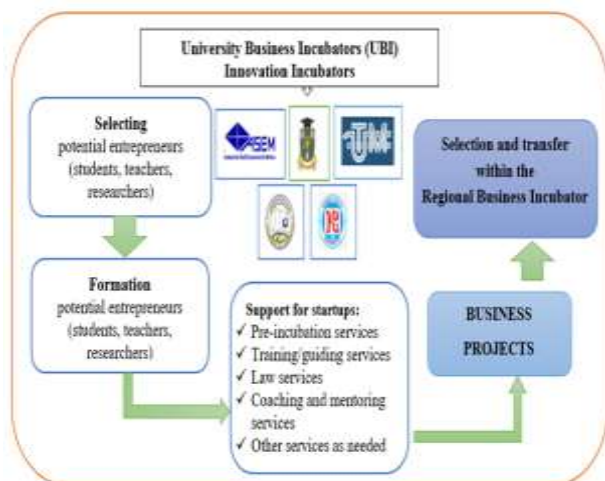 University Business Incubators (UBI)
Innovation Incubators
Selecting
potential entrepreneurs
(students, teachers,
researchers)
ASEM
Selection and transfer
within the
Regional Business Incubator
Formation
potential entrepreneurs
(students, teachers,
researchers)
Support for startups:
✓ Pre-incubation services
✓ Training/guiding services
✓ Law services
✓ Coaching and mentoring
services
✓ Other services as needed
BUSINESS
PROJECTS